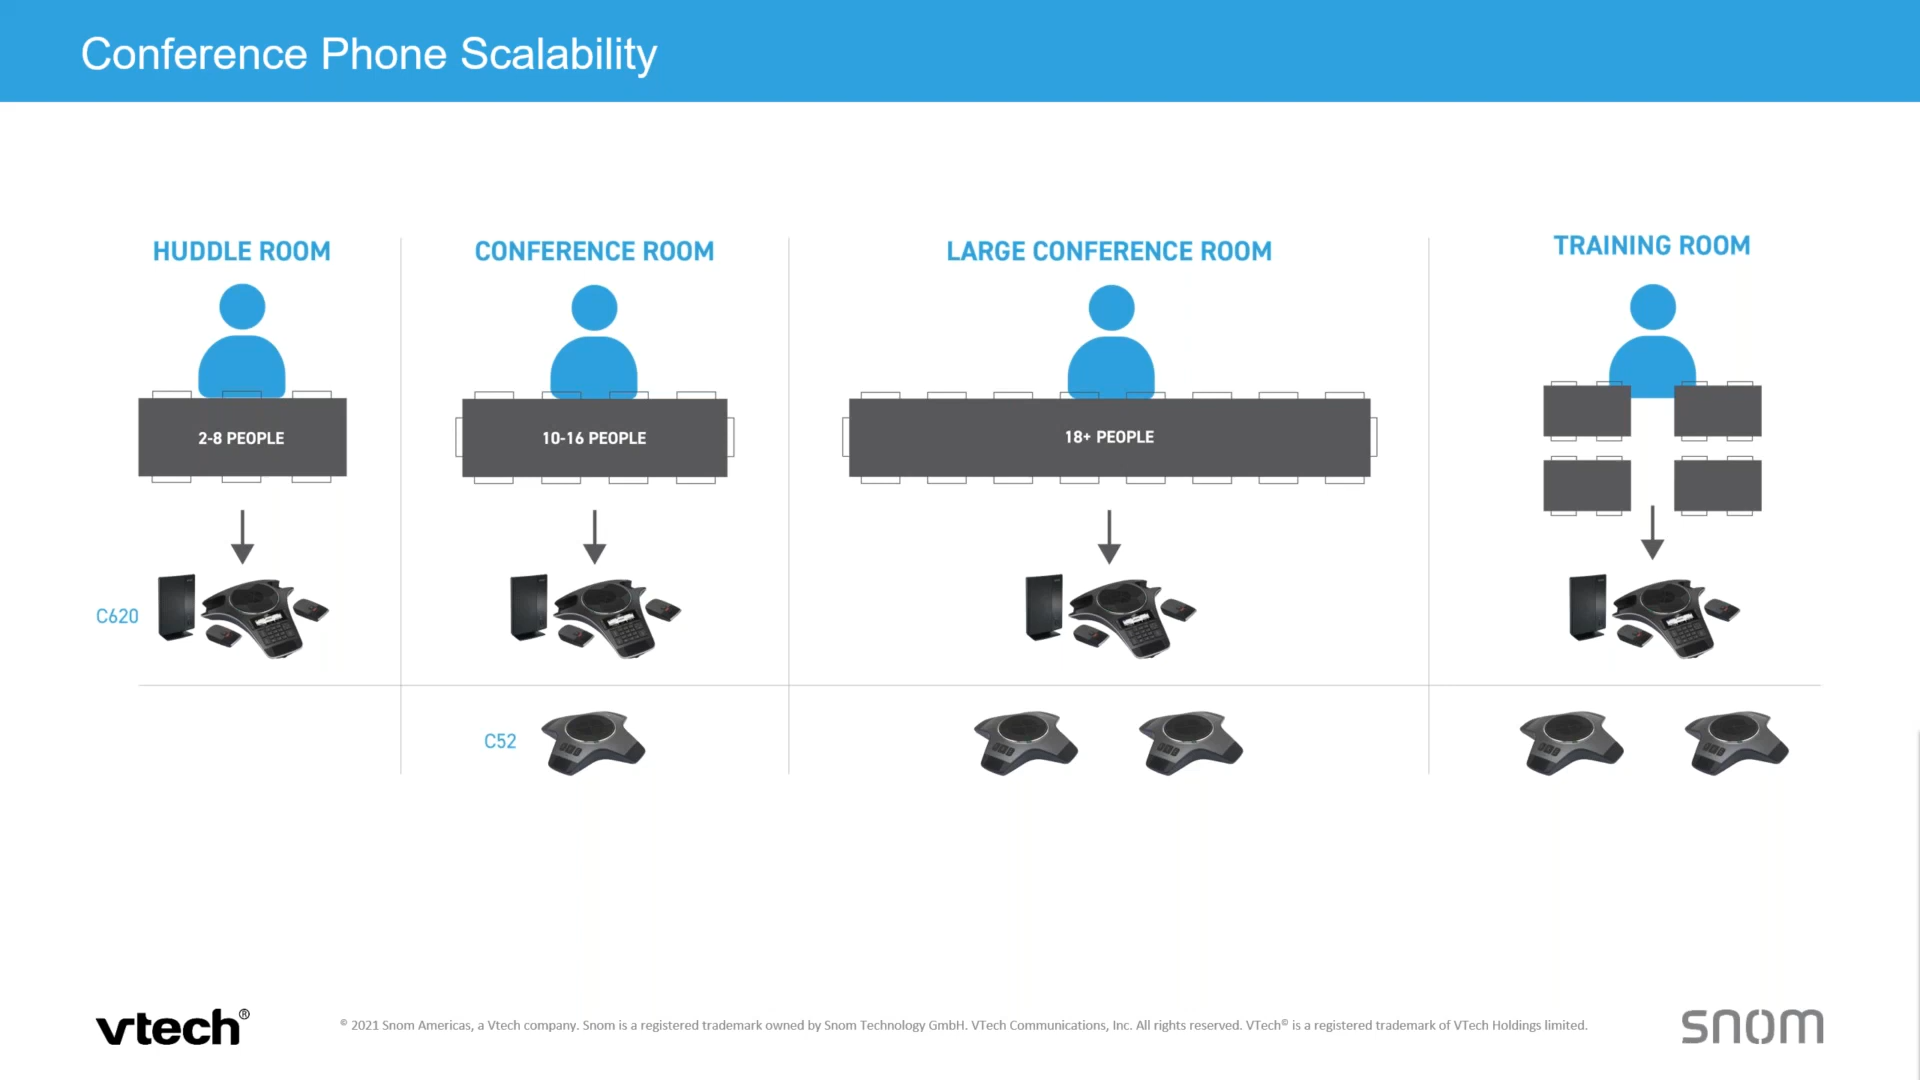 Conference Phone Scalability
HUDDLE ROOM
CONFERENCE ROOM
LARGE CONFERENCE ROOM
TRAINING ROOM
2-8 PEOPLE
10-16 PEOPLE
18+ PEOPLE
C620
C52
vtech®
© 2021 Snom Americas, a Vtech company. Snom is a registered trademark owned by Snom Technology GmbH. VTech Communications, Inc. All rights reserved. VTech® is a registered trademark of VTech Holdings limited.
snom